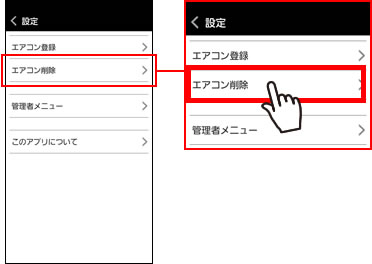 設定
エアコン登録
エアコン削除
管理者メニュー
このアプリについて
設定
エアコン登録
エアコン削除
管理者メニュー